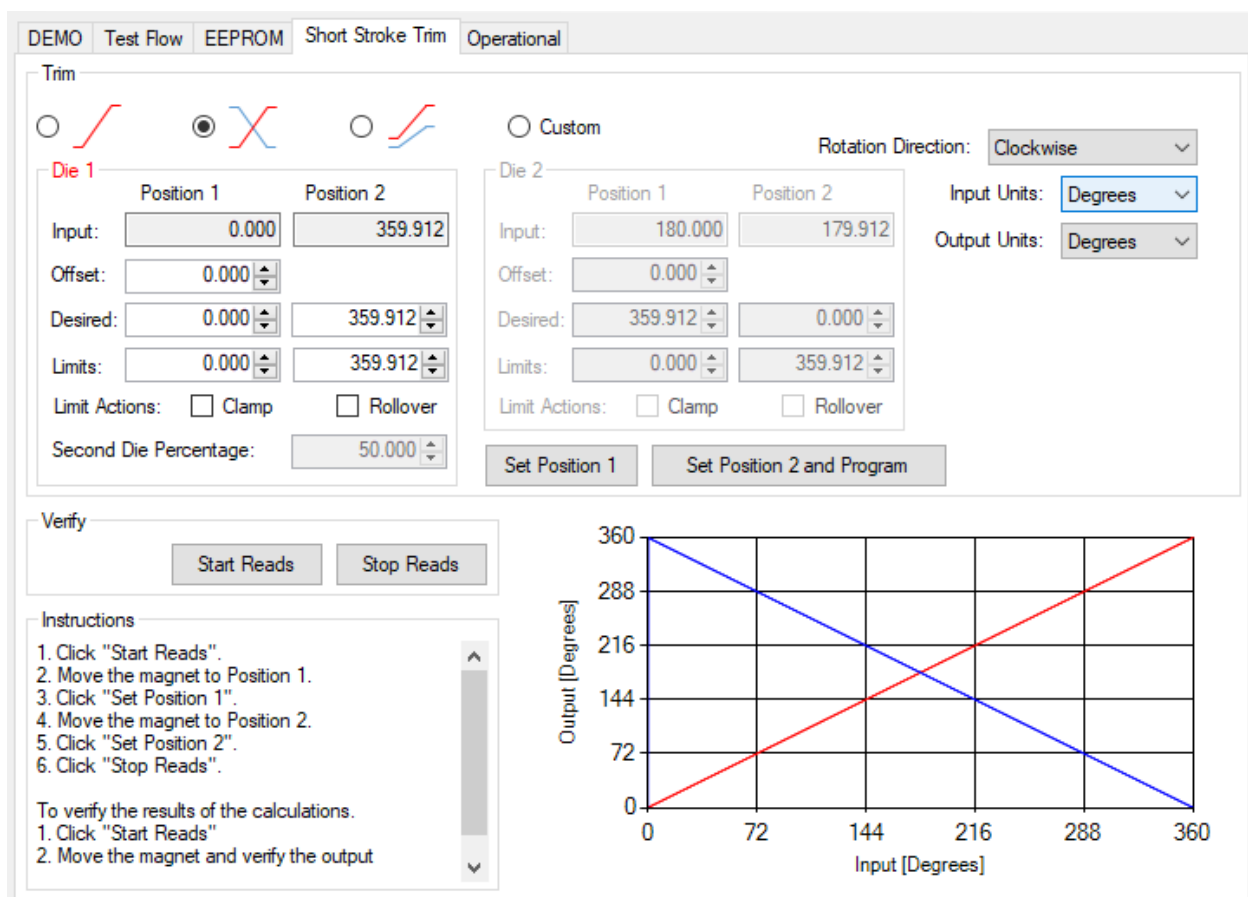 DEMO Test Flow EEPROM Short Stroke Trim Operational
Trim
Custom
Rotation Direction: Clockwise
Input Units: Degrees
Output Units: Degrees
Die 1
Position 1 Position 2
Input: 0.000 359.912
Offset: 0.000
Desired: 0.000 359.912
Limits: 0.000 359.912
Limit Actions: Clamp Rollover
Second Die Percentage: 50.000
Die 2
Position 1 Position 2
Input: 180.000 179.912
Offset: 0.000
Desired: 359.912 0.000
Limits: 0.000 359.912
Limit Actions: Clamp Rollover
Set Position 1 Set Position 2 and Program
Verify
Start Reads Stop Reads
Instructions
1. Click "Start Reads".
2. Move the magnet to Position 1.
3. Click "Set Position 1".
4. Move the magnet to Position 2.
5. Click "Set Position 2".
6. Click "Stop Reads".
To verify the results of the calculations.
1. Click "Start Reads"
2. Move the magnet and verify the output
Output [Degrees]
360
288
216
144
72
0
0 72 144 216 288 360
Input [Degrees]